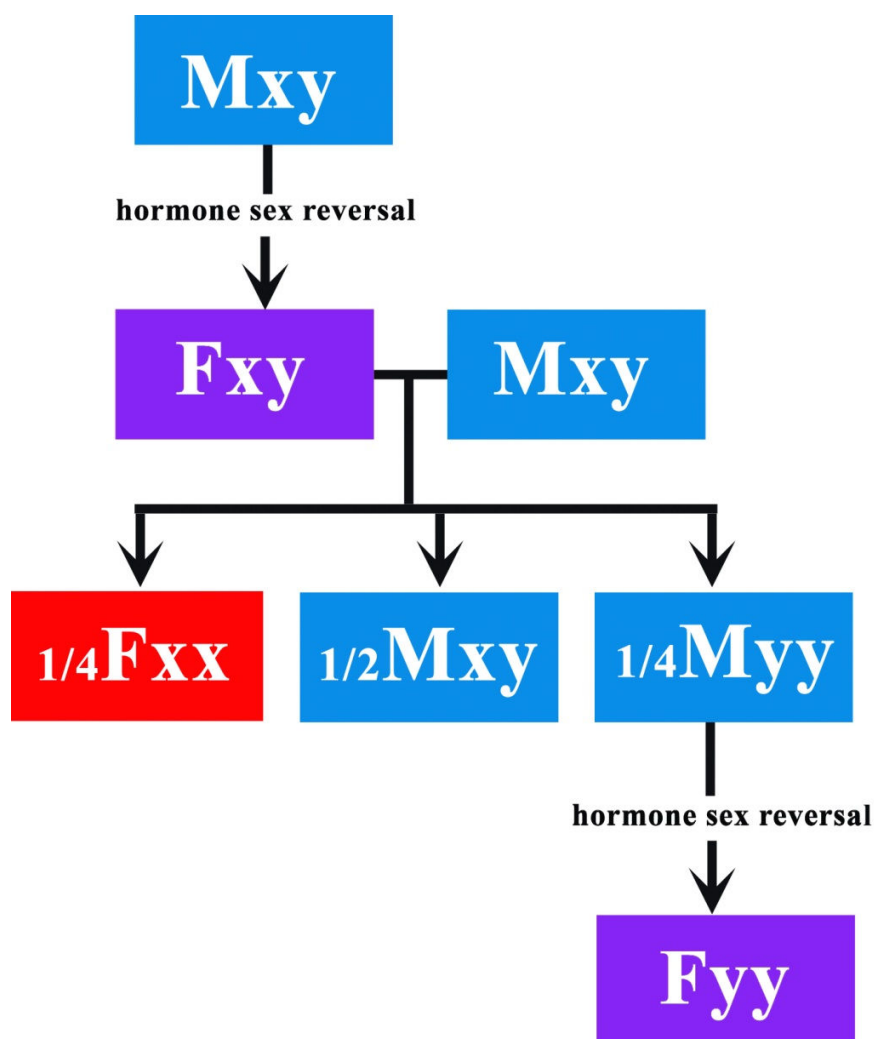 Mxy
hormone sex reversal
Fxy
Mxy
1/4Fxx
1/2Mxy
1/4Myy
hormone sex reversal
Fyy